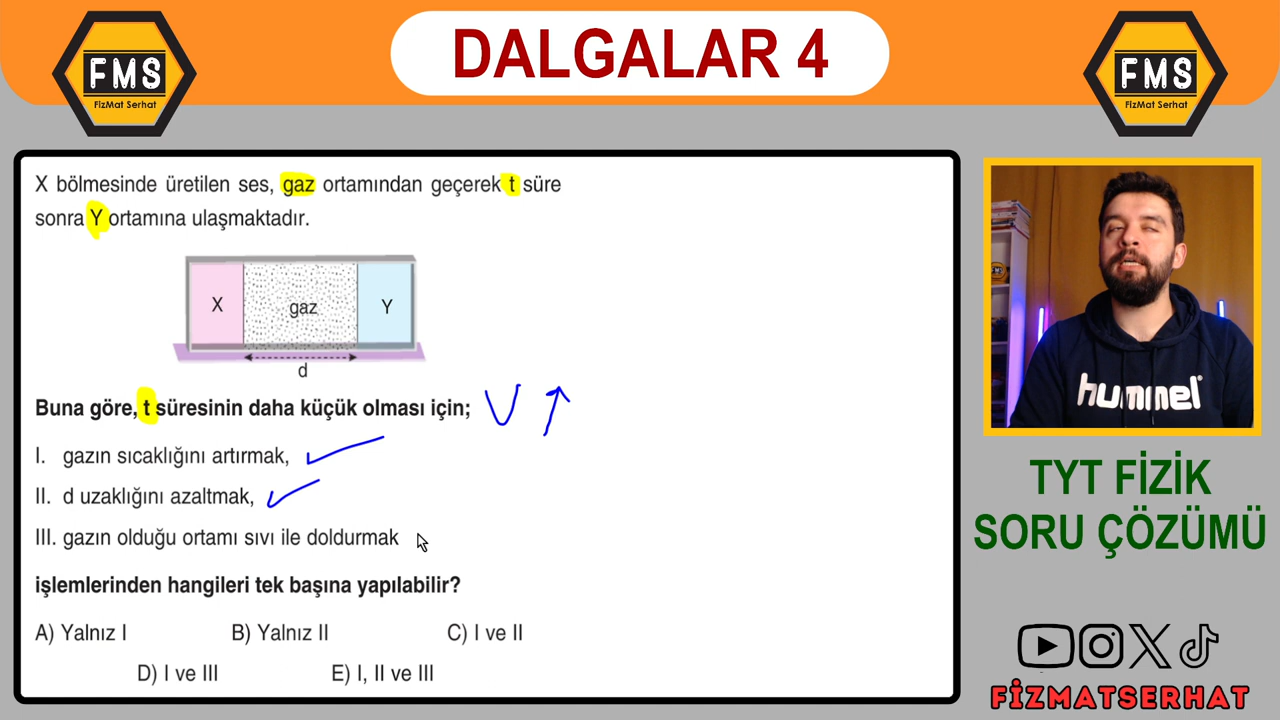 DALGALAR 4
FMS
FizMat Serhat
FMS
FizMat Serhat
X bölmesinde üretilen ses, gaz ortamından geçerek t süre
sonra Y ortamına ulaşmaktadır.
X
gaz
Y
d
Buna göre, t süresinin daha küçük olması için; V ↑
I. gazın sıcaklığını artırmak, ✓
II. d uzaklığını azaltmak, ✓
III. gazın olduğu ortamı sıvı ile doldurmak
işlemlerinden hangileri tek başına yapılabilir?
A) Yalnız I B) Yalnız II C) I ve II
D) I ve III E) I, II ve III
hummel
TYT FİZİK
SORU ÇÖZÜMÜ
FİZMATSERHAT